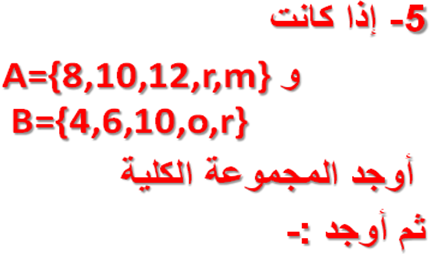 5- إذا كانت
A={8,10,12,r,m} و
B={4,6,10,o,r}
أوجد المجموعة الكلية
ثم أوجد :-